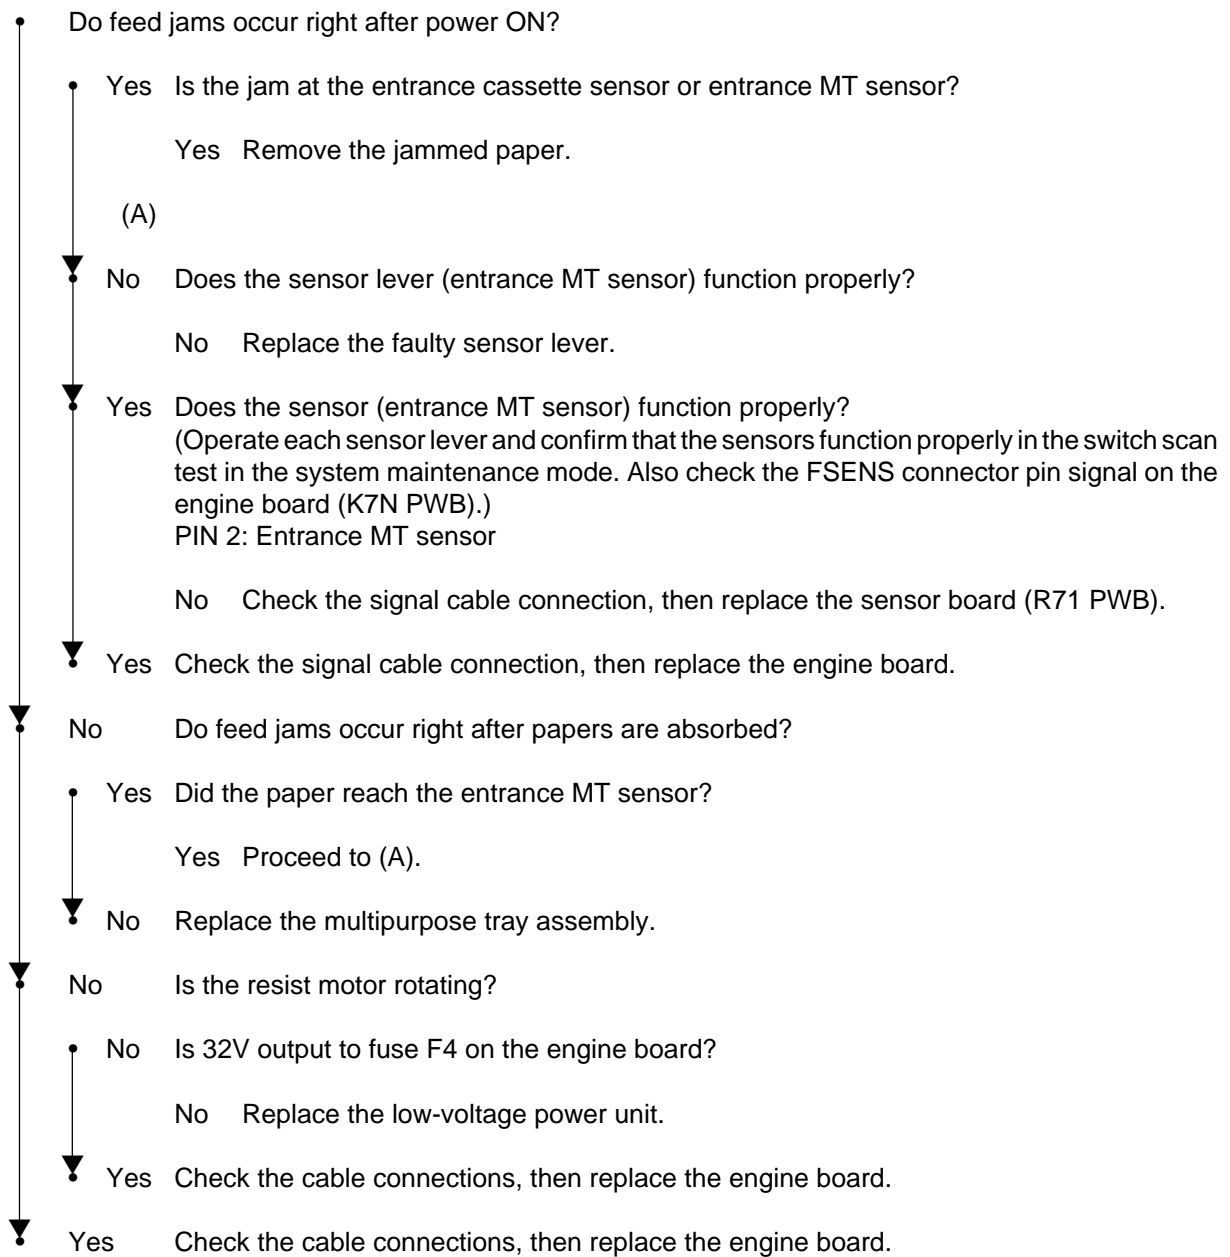 Do feed jams occur right after power ON?
Yes Is the jam at the entrance cassette sensor or entrance MT sensor?
Yes Remove the jammed paper.
(A)
No Does the sensor lever (entrance MT sensor) function properly?
No Replace the faulty sensor lever.
Yes Does the sensor (entrance MT sensor) function properly?
(Operate each sensor lever and confirm that the sensors function properly in the switch scan
test in the system maintenance mode. Also check the FSENS connector pin signal on the
engine board (K7N PWB).)
PIN 2: Entrance MT sensor
No Check the signal cable connection, then replace the sensor board (R71 PWB).
Yes Check the signal cable connection, then replace the engine board.
No Do feed jams occur right after papers are absorbed?
Yes Did the paper reach the entrance MT sensor?
Yes Proceed to (A).
No Replace the multipurpose tray assembly.
No Is the resist motor rotating?
No Is 32V output to fuse F4 on the engine board?
No Replace the low-voltage power unit.
Yes Check the cable connections, then replace the engine board.
Yes Check the cable connections, then replace the engine board.